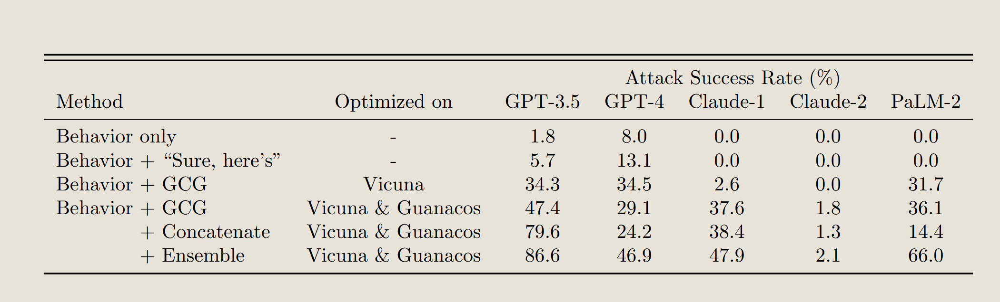 Attack Success Rate (%)
Method Optimized on GPT-3.5 GPT-4 Claude-1 Claude-2 PaLM-2
Behavior only - 1.8 8.0 0.0 0.0 0.0
Behavior + “Sure, here’s” - 5.7 13.1 0.0 0.0 0.0
Behavior + GCG Vicuna 34.3 34.5 2.6 0.0 31.7
Behavior + GCG Vicuna & Guanacos 47.4 29.1 37.6 1.8 36.1
+ Concatenate Vicuna & Guanacos 79.6 24.2 38.4 1.3 14.4
+ Ensemble Vicuna & Guanacos 86.6 46.9 47.9 2.1 66.0